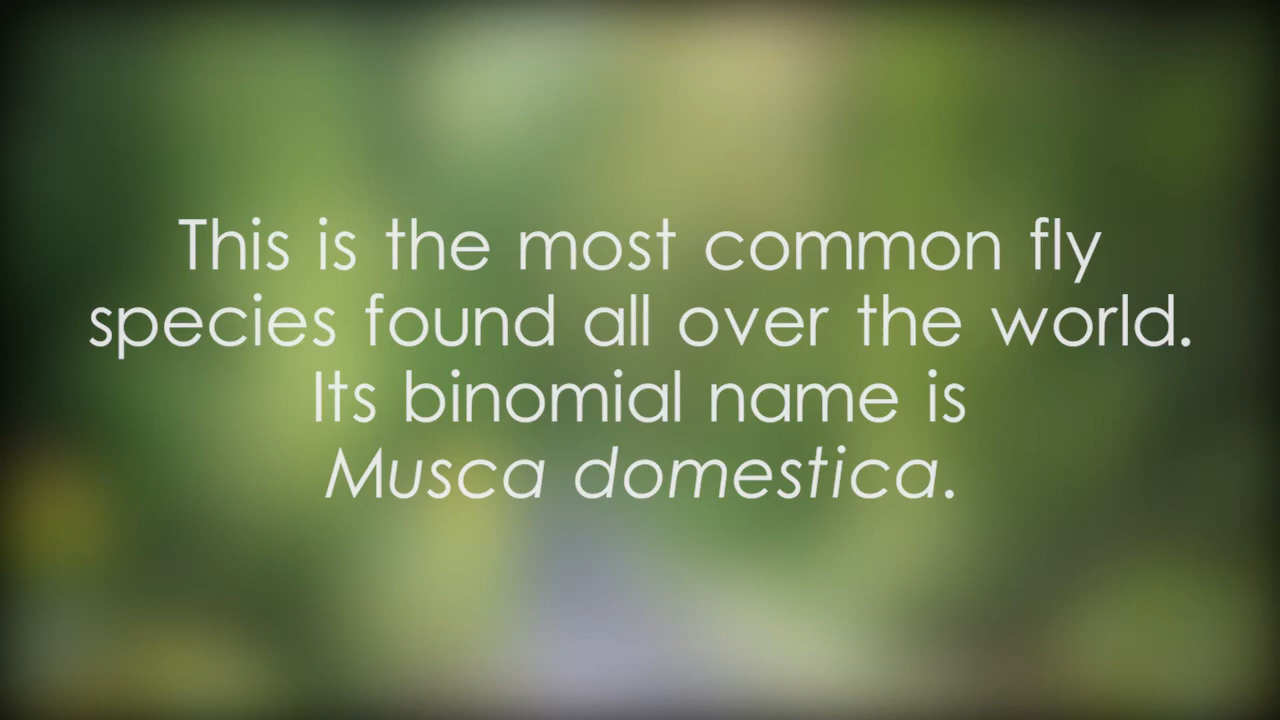 This is the most common fly
species found all over the world.
Its binomial name is
Musca domestica.